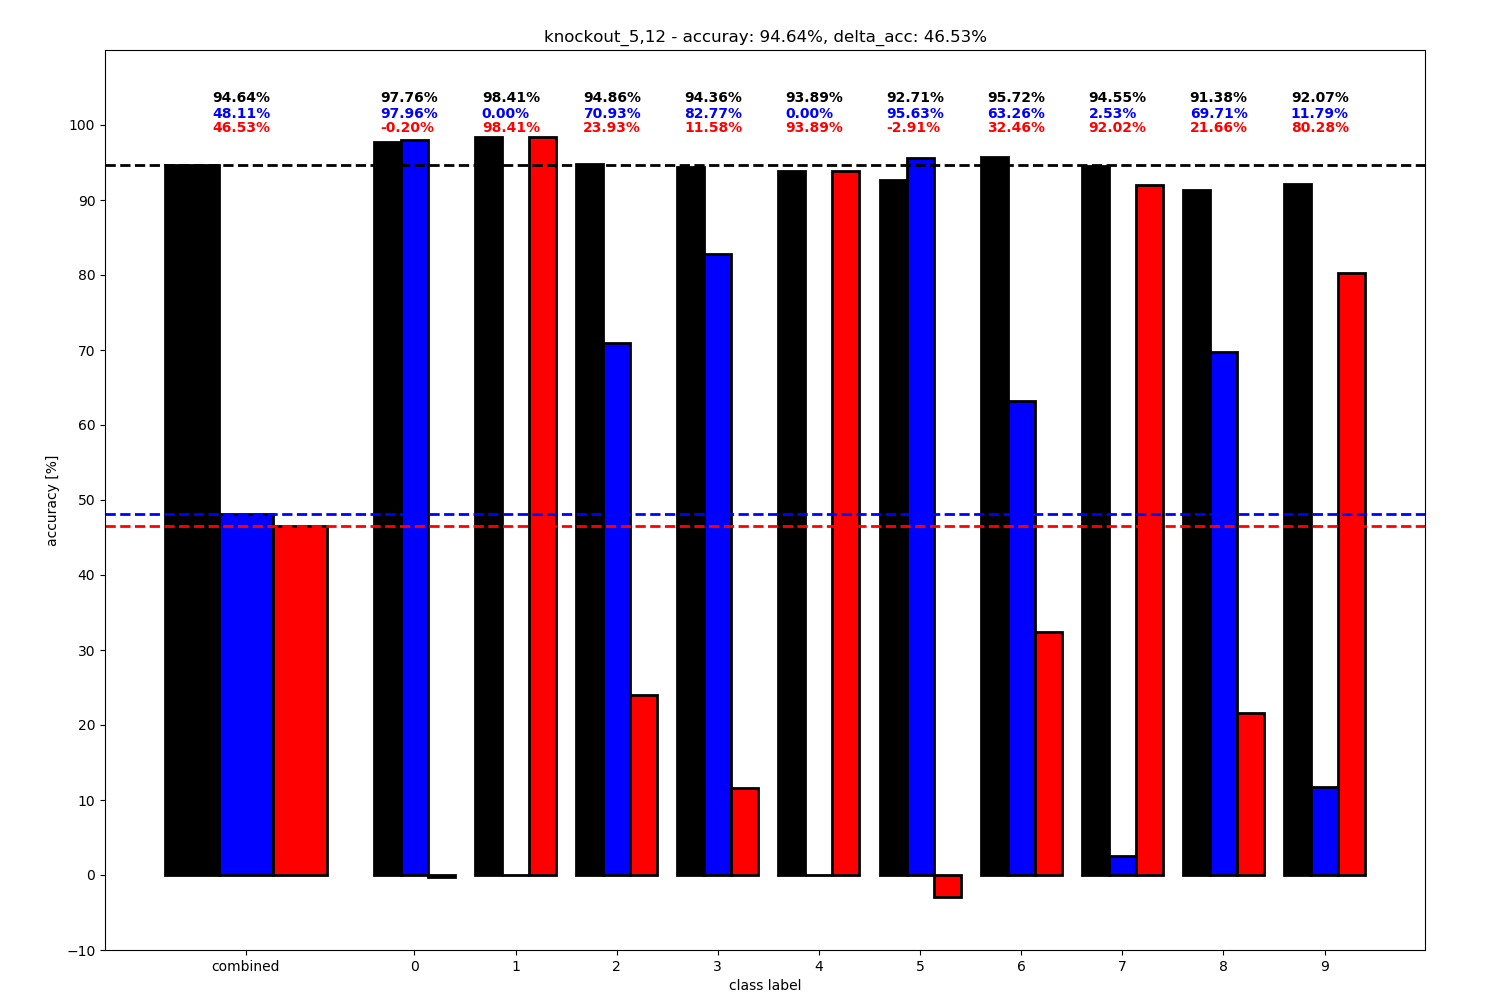 knockout_5,12 - accuray: 94.64%, delta_acc: 46.53%
94.64% 97.76% 98.41% 94.86% 94.36% 93.89% 92.71% 95.72% 94.55% 91.38% 92.07%
48.11% 97.96% 0.00% 70.93% 82.77% 0.00% 95.63% 63.26% 2.53% 69.71% 11.79%
46.53% -0.20% 98.41% 23.93% 11.58% 93.89% -2.91% 32.46% 92.02% 21.66% 80.28%
100
90
80
70
60
50
40
30
20
10
0
−10
accuracy [%]
combined 0 1 2 3 4 5 6 7 8 9
class label